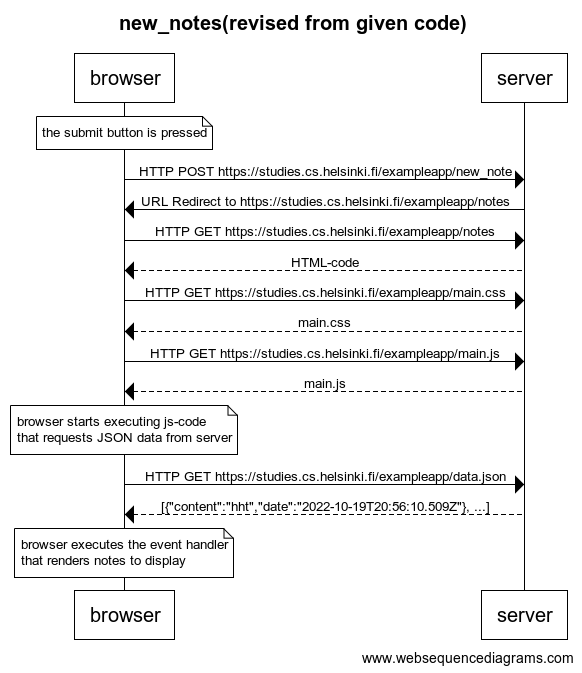 new_notes(revised from given code)
browser
server
the submit button is pressed
HTTP POST https://studies.cs.helsinki.fi/exampleapp/new_note
URL Redirect to https://studies.cs.helsinki.fi/exampleapp/notes
HTTP GET https://studies.cs.helsinki.fi/exampleapp/notes
HTML-code
HTTP GET https://studies.cs.helsinki.fi/exampleapp/main.css
main.css
HTTP GET https://studies.cs.helsinki.fi/exampleapp/main.js
main.js
browser starts executing js-code
that requests JSON data from server
HTTP GET https://studies.cs.helsinki.fi/exampleapp/data.json
[{"content":"hht","date":"2022-10-19T20:56:10.509Z"}, ...]
browser executes the event handler
that renders notes to display
browser
server
www.websequencediagrams.com